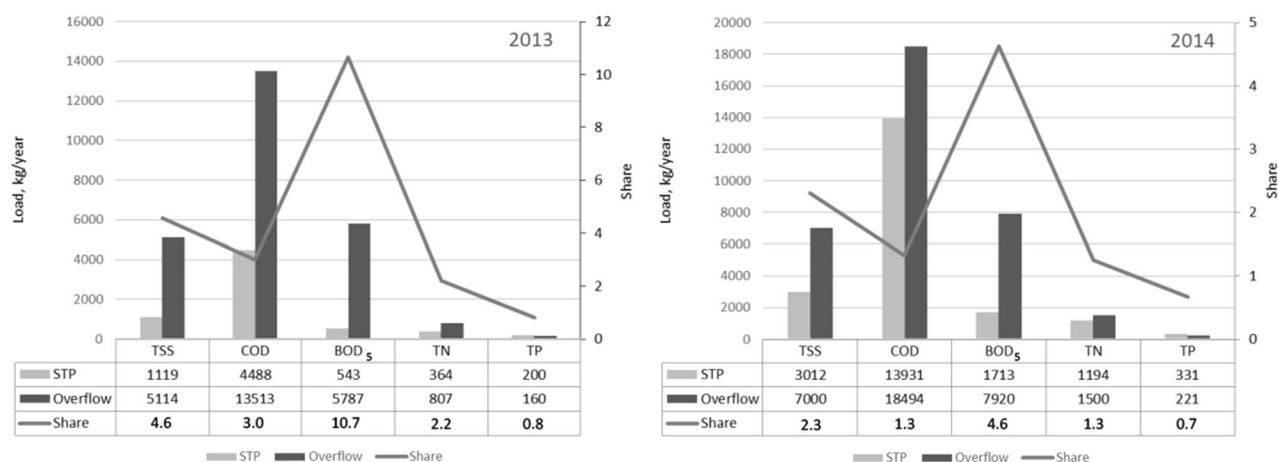 2013
16000
14000
12000
10000
8000
6000
4000
2000
0
Load, kg/year
12
10
8
6
4
2
0
Share
TSS COD BOD5 TN TP
STP 1119 4488 543 364 200
Overflow 5114 13513 5787 807 160
Share 4.6 3.0 10.7 2.2 0.8
STP Overflow Share
2014
20000
18000
16000
14000
12000
10000
8000
6000
4000
2000
0
Load, kg/year
5
4
3
2
1
0
Share
TSS COD BOD5 TN TP
STP 3012 13931 1713 1194 331
Overflow 7000 18494 7920 1500 221
Share 2.3 1.3 4.6 1.3 0.7
STP Overflow Share